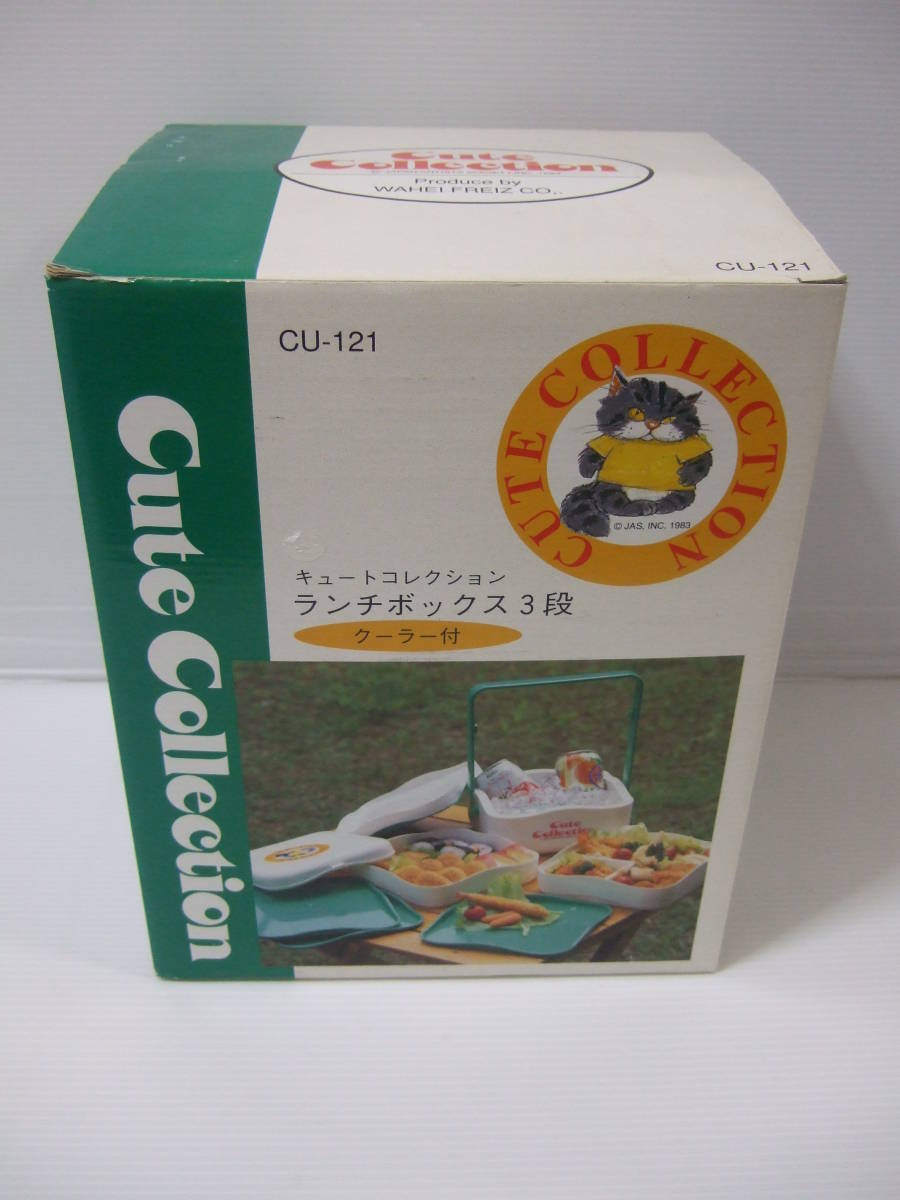 Cute
Collection
Produce by
WAHEI FREIZ CO,.
CU-121
CU-121
CUTE COLLECTION
© JAS, INC. 1983
キュートコレクション
ランチボックス3段
クーラー付
Cute Collection
Cute
Collection